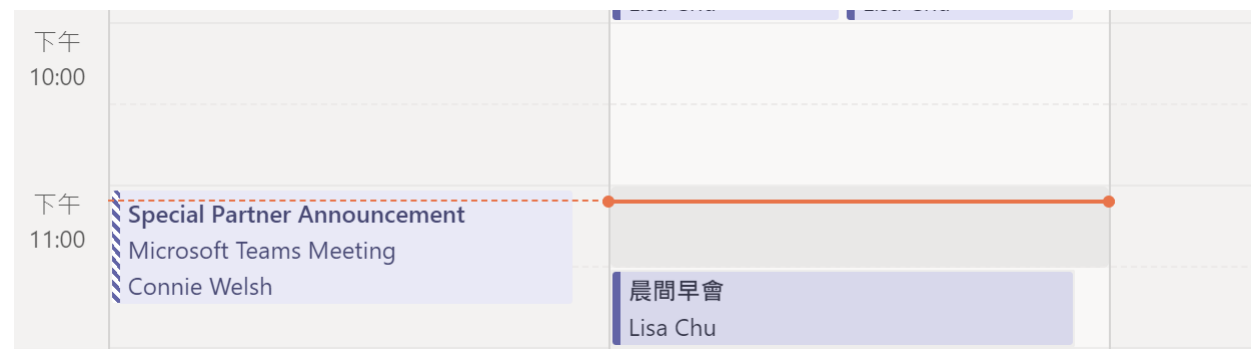 下午
10:00
下午
11:00
Special Partner Announcement
Microsoft Teams Meeting
Connie Welsh
晨間早會
Lisa Chu